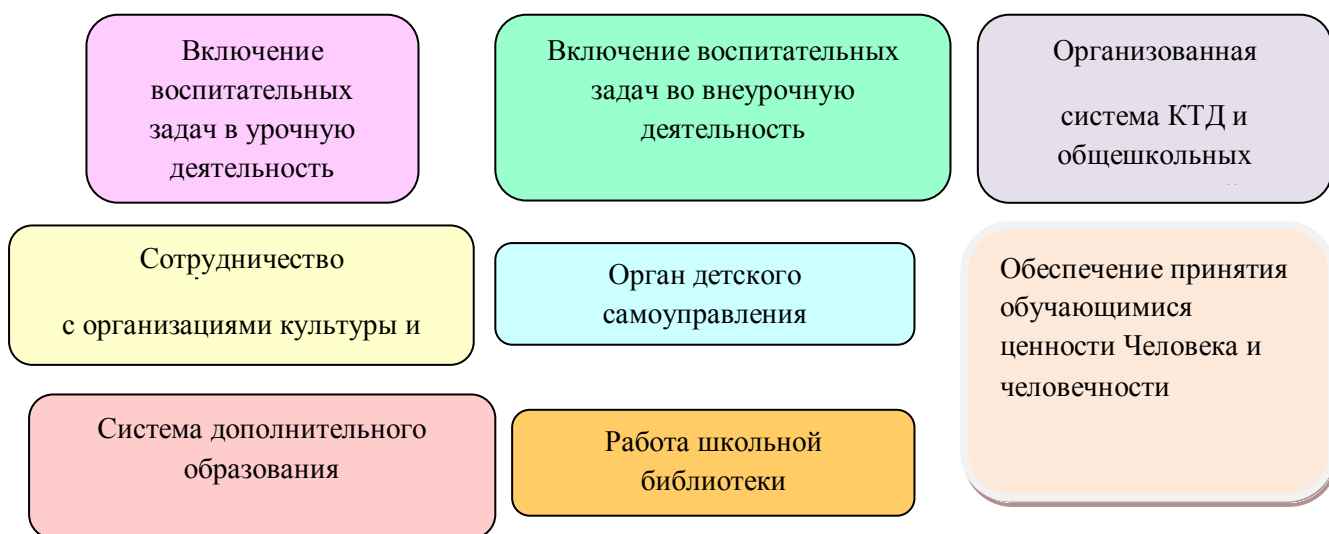 Включение
воспитательных
задач в урочную
деятельность
Включение воспитательных
задач во внеурочную
деятельность
Организованная
система КТД и
общешкольных
Сотрудничество
с организациями культуры и
Орган детского
самоуправления
Обеспечение принятия
обучающимися
ценности Человека и
человечности
Система дополнительного
образования
Работа школьной
библиотеки